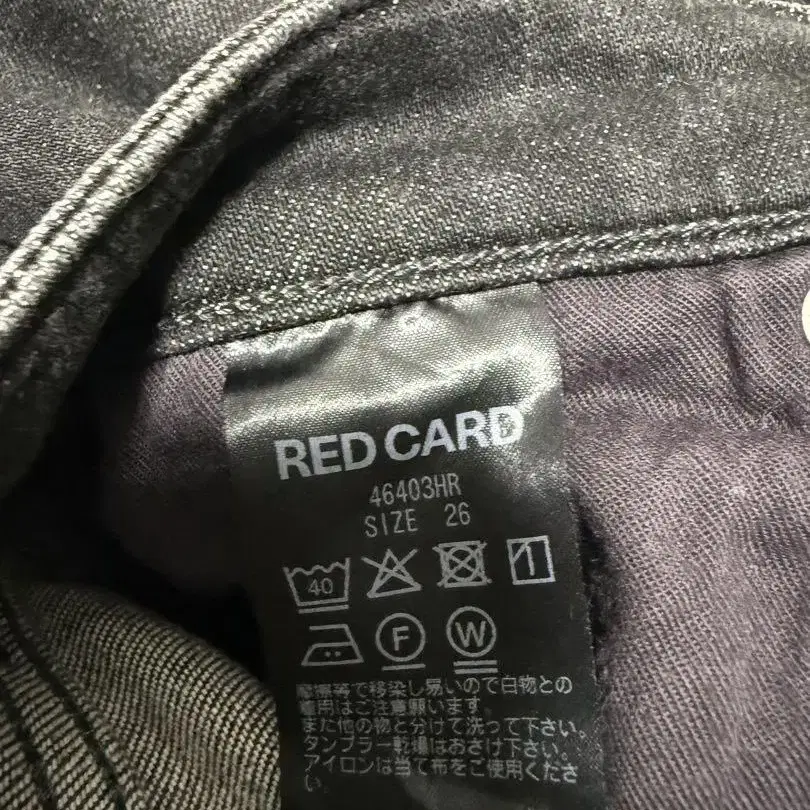 RED CARD
46403HR
SIZE 26
40
F W
摩擦等で移染し易いので白物との
着用はご注意願います。
また他の物と分けて洗って下さい。
タンブラー乾燥はおさけ下さい。
アイロンは当て布をご使用くださ
い